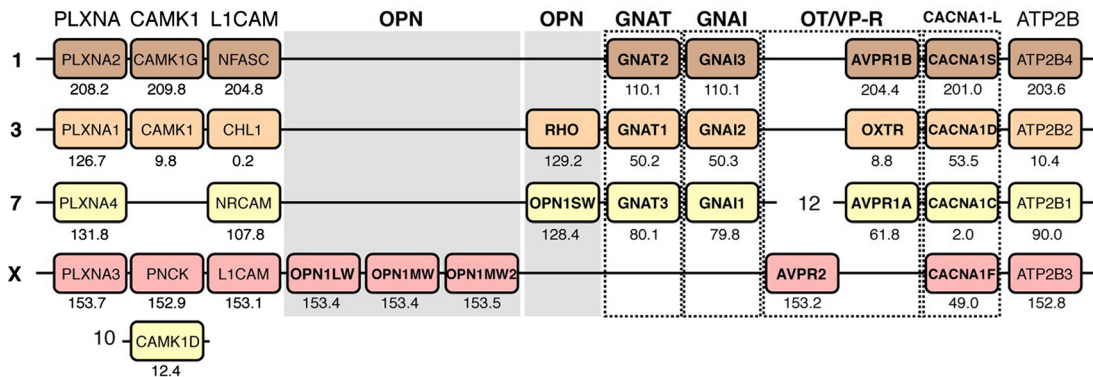 PLXNA CAMK1 L1CAM OPN OPN GNAT GNAI OT/VP-R CACNA1-L ATP2B
1 PLXNA2 CAMK1G NFASC GNAT2 GNAI3 AVPR1B CACNA1S ATP2B4
208.2 209.8 204.8 110.1 110.1 204.4 201.0 203.6
3 PLXNA1 CAMK1 CHL1 RHO GNAT1 GNAI2 OXTR CACNA1D ATP2B2
126.7 9.8 0.2 129.2 50.2 50.3 8.8 53.5 10.4
7 PLXNA4 NRCAM OPN1SW GNAT3 GNAI1 12 AVPR1A CACNA1C ATP2B1
131.8 107.8 128.4 80.1 79.8 61.8 2.0 90.0
X PLXNA3 PNCK L1CAM OPN1LW OPN1MW OPN1MW2 AVPR2 CACNA1F ATP2B3
153.7 152.9 153.1 153.4 153.4 153.5 153.2 49.0 152.8
10 CAMK1D
12.4